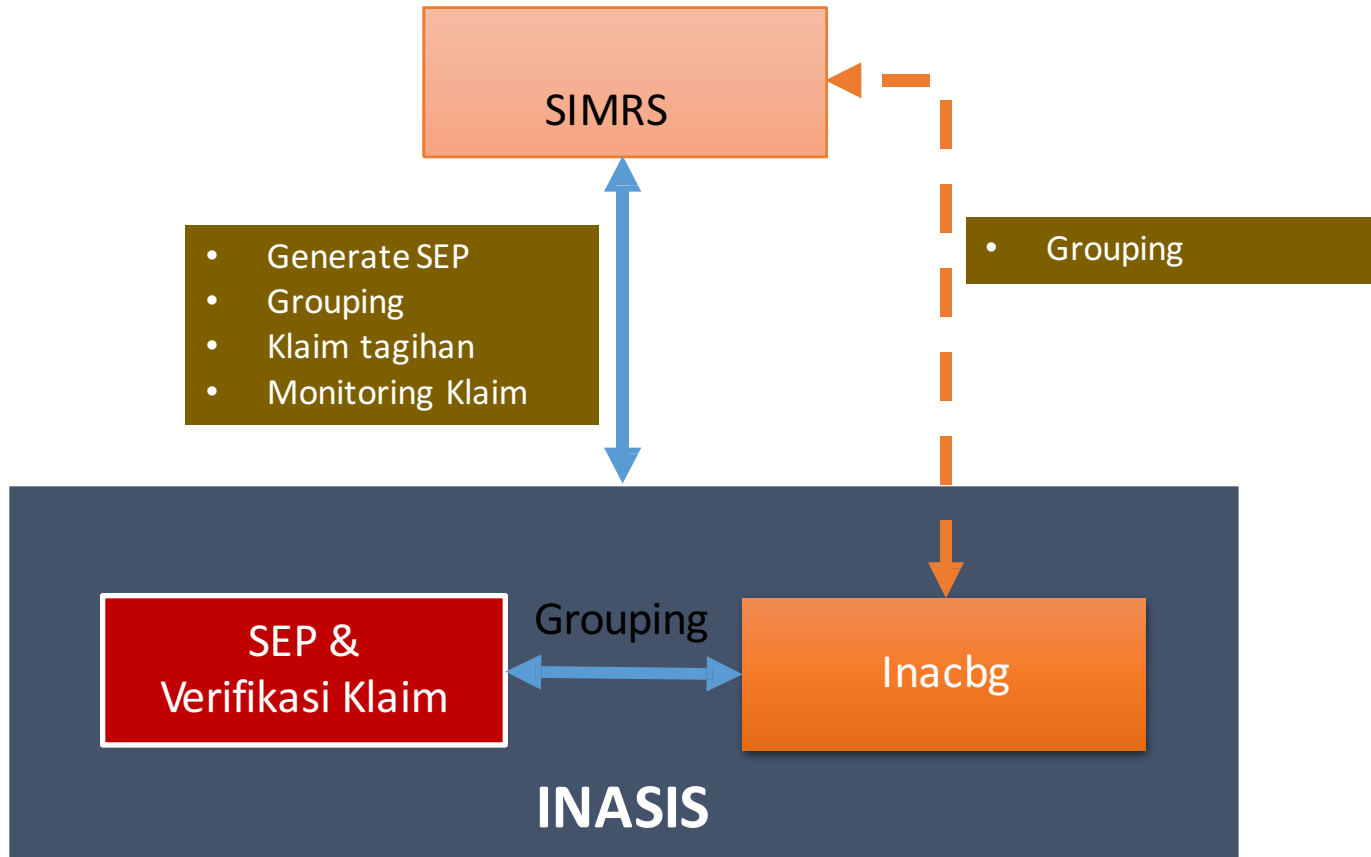 SIMRS
• Generate SEP
• Grouping
• Klaim tagihan
• Monitoring Klaim
• Grouping
SEP &
Verifikasi Klaim
Grouping
Inacbg
INASIS